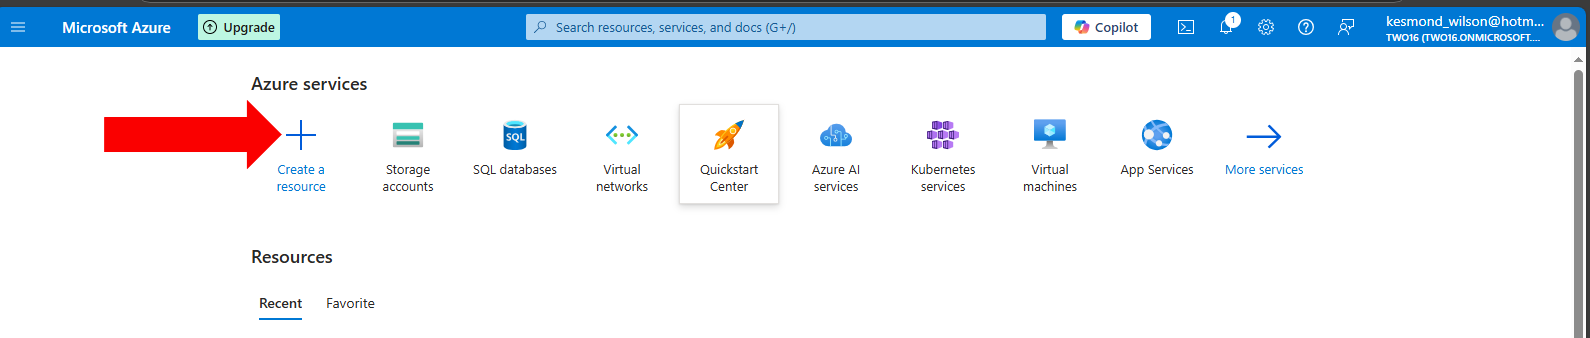 Microsoft Azure
Upgrade
Search resources, services, and docs (G+/)
Copilot
1
kesmond_wilson@hotm...
TWO16 (TWO16.ONMICROSOFT....
Azure services
Create a
resource
Storage
accounts
SQL
SQL databases
Virtual
networks
Quickstart
Center
Azure AI
services
Kubernetes
services
Virtual
machines
App Services
More services
Resources
Recent
Favorite